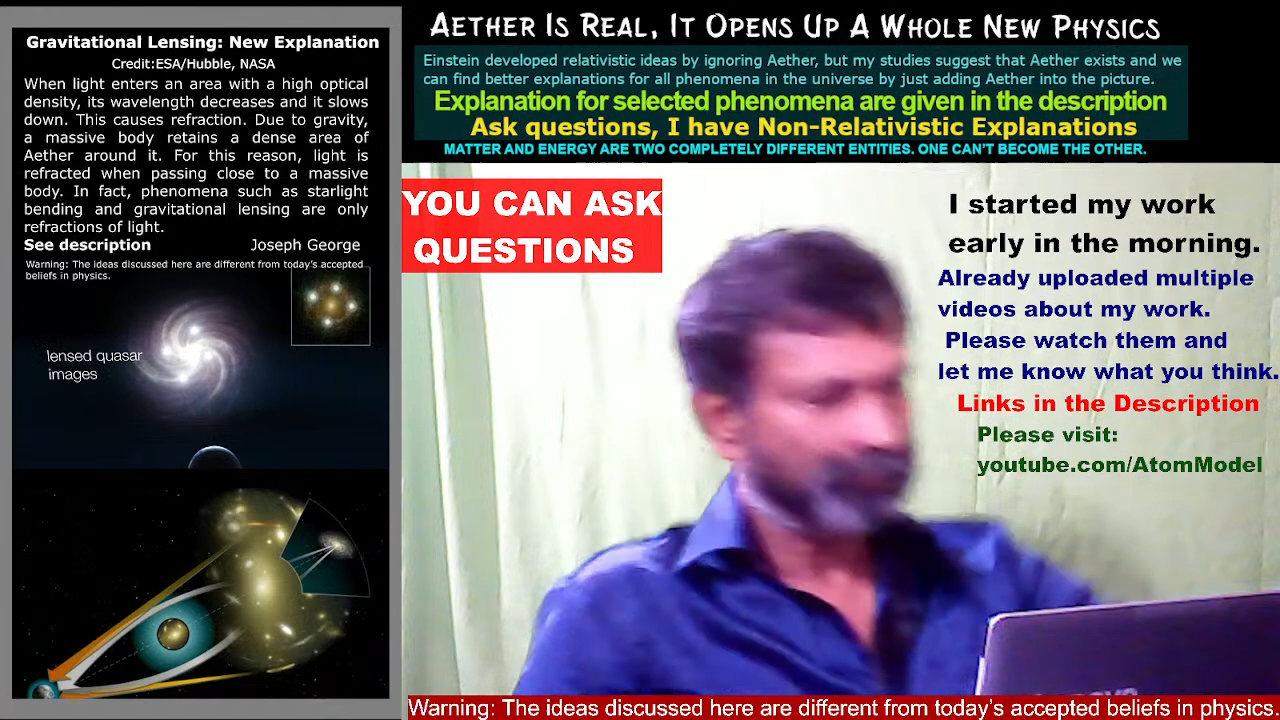 Gravitational Lensing: New Explanation
Credit:ESA/Hubble, NASA
When light enters an area with a high optical
density, its wavelength decreases and it slows
down. This causes refraction. Due to gravity,
a massive body retains a dense area of
Aether around it. For this reason, light is
refracted when passing close to a massive
body. In fact, phenomena such as starlight
bending and gravitational lensing are only
refractions of light.
See description Joseph George
Warning: The ideas discussed here are different from today's accepted
beliefs in physics.
lensed quasar
images
AETHER IS REAL, IT OPENS UP A WHOLE NEW PHYSICS
Einstein developed relativistic ideas by ignoring Aether, but my studies suggest that Aether exists and we
can find better explanations for all phenomena in the universe by just adding Aether into the picture.
Explanation for selected phenomena are given in the description
Ask questions, I have Non-Relativistic Explanations
MATTER AND ENERGY ARE TWO COMPLETELY DIFFERENT ENTITIES. ONE CAN'T BECOME THE OTHER.
YOU CAN ASK
QUESTIONS
I started my work
early in the morning.
Already uploaded multiple
videos about my work.
Please watch them and
let me know what you think.
Links in the Description
Please visit:
youtube.com/AtomModel
Warning: The ideas discussed here are different from today's accepted beliefs in physics.